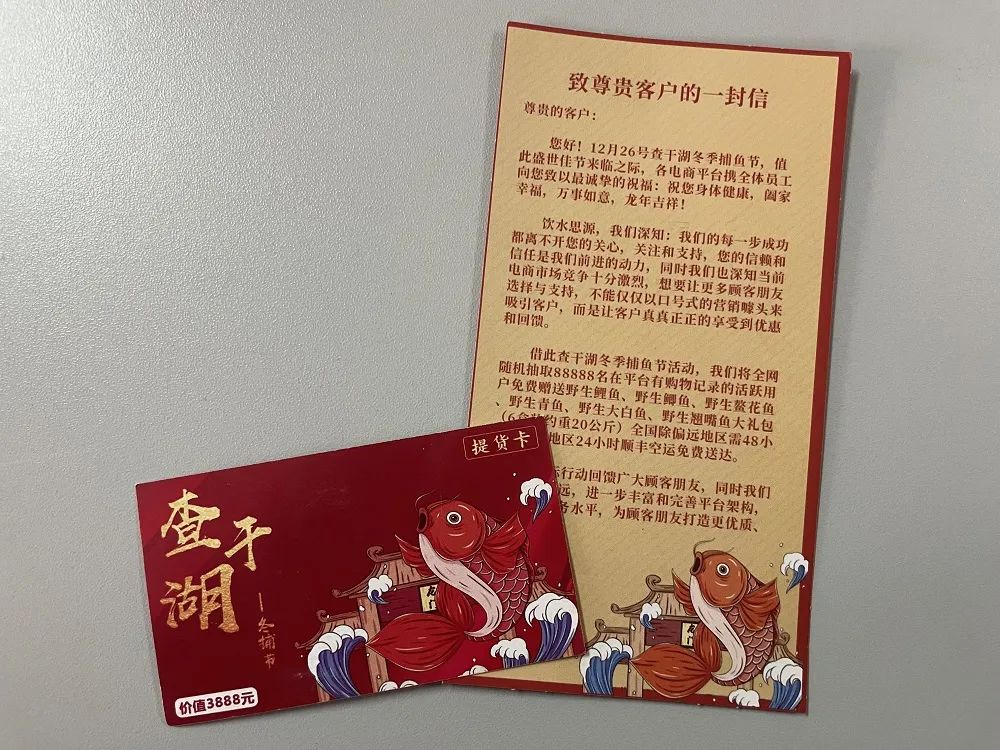 致尊贵客户的一封信
尊贵的客户：
您好！12月26号查干湖冬季捕鱼节，值
此盛世佳节来临之际，各电商平台携全体员工
向您致以最诚挚的祝福：祝您身体健康，阖家
幸福，万事如意，龙年吉祥！
饮水思源，我们深知：我们的每一步成功
都离不开您的关心，关注和支持，您的信赖和
信任是我们前进的动力，同时我们也深知当前
电商市场竞争十分激烈，想要让更多顾客朋友
选择与支持，不能仅仅以口号式的营销噱头来
吸引客户，而是让客户真真正正的享受到优惠
和回馈。
借此查干湖冬季捕鱼节活动，我们将全网
随机抽取88888名在平台有购物记录的活跃用
户免费赠送野生鲤鱼、野生鲫鱼、野生鳌花鱼
、野生青鱼、野生大白鱼、野生翘嘴鱼大礼包
（6盒装约重20公斤）全国除偏远地区需48小
地区24小时顺丰空运免费送达。
际行动回馈广大顾客朋友，同时我们
远，进一步丰富和完善平台架构，
务水平，为顾客朋友打造更优质、
提货卡
查干湖
冬捕节
价值3888元